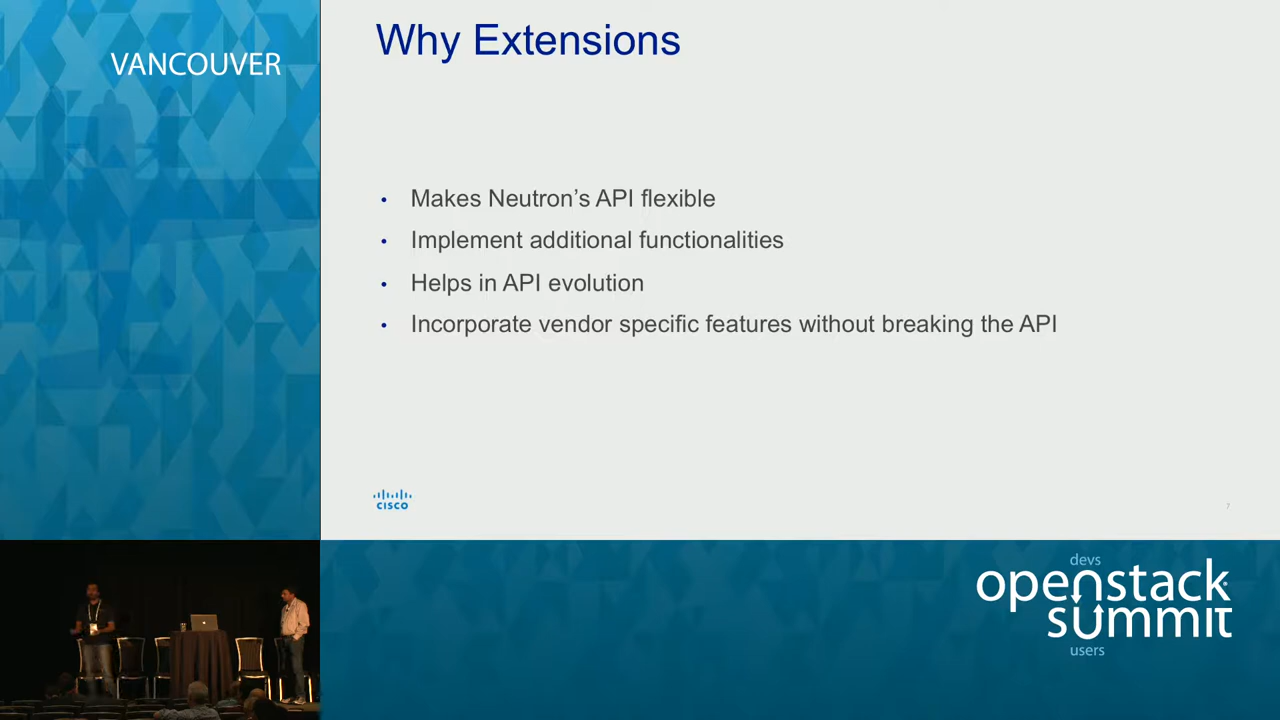 VANCOUVER
Why Extensions
• Makes Neutron’s API flexible
• Implement additional functionalities
• Helps in API evolution
• Incorporate vendor specific features without breaking the API
CISCO
7
devs
openstack
summit
users